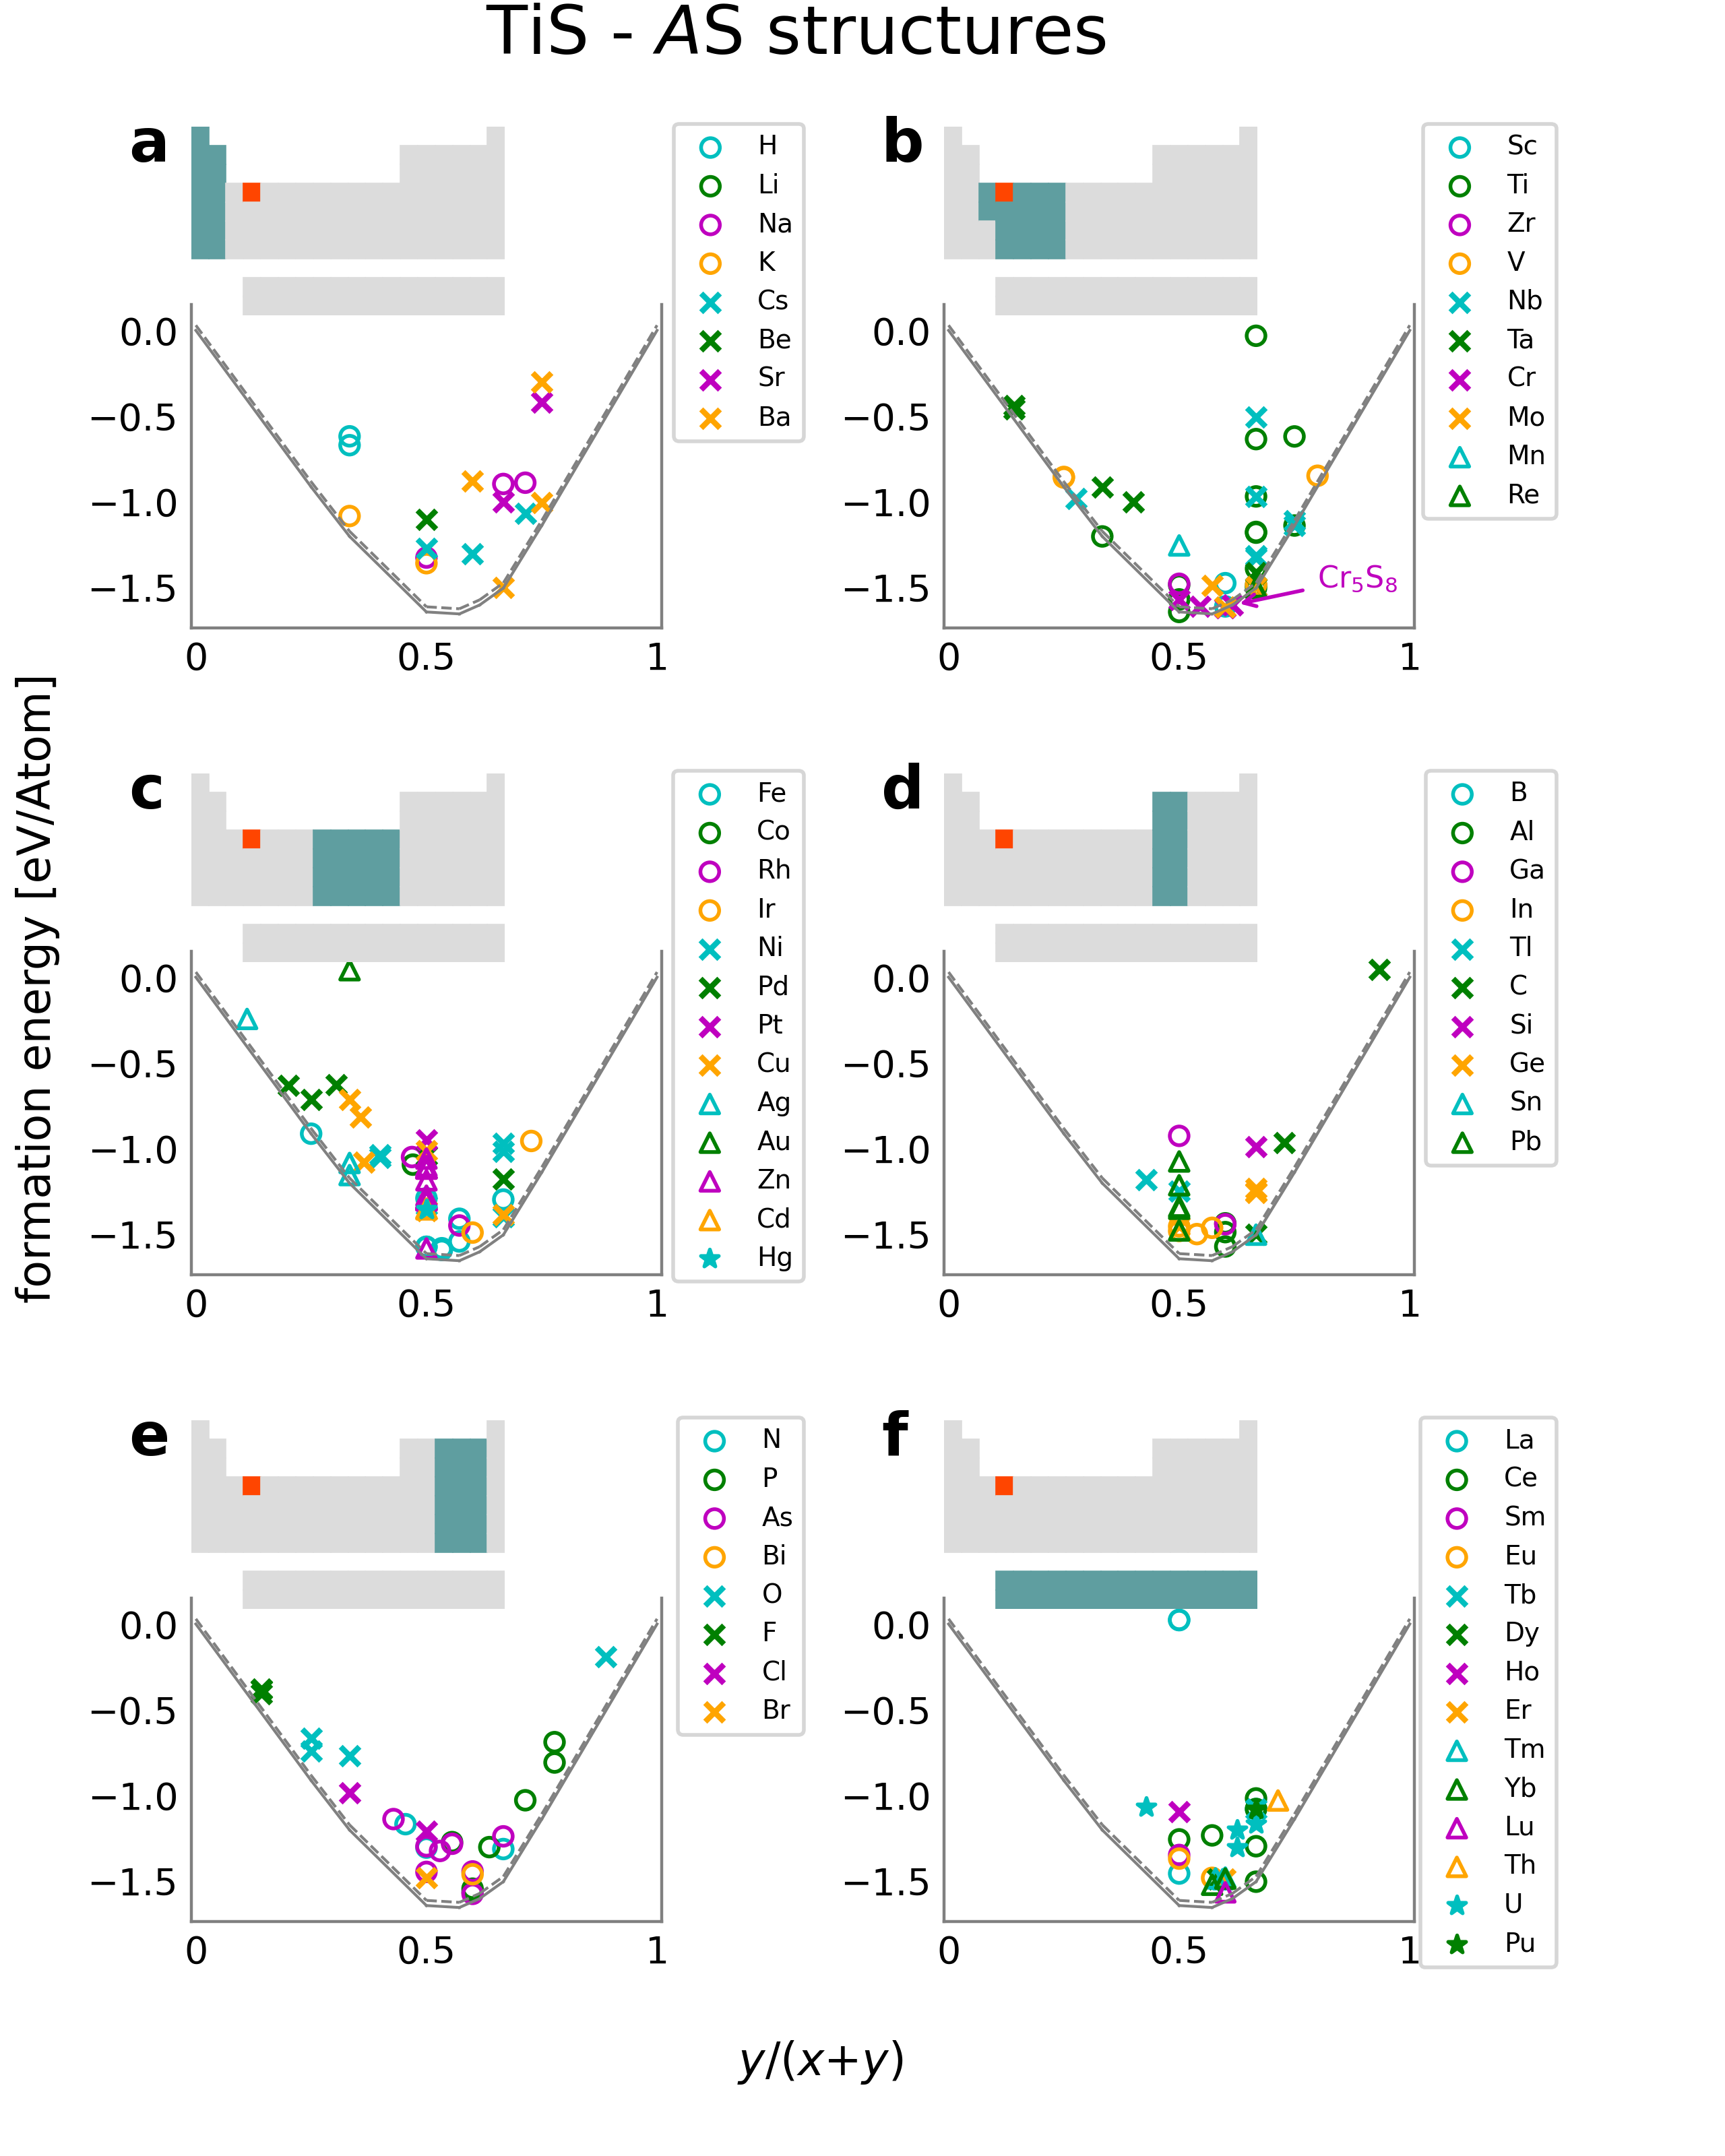 TiS - AS structures
formation energy [eV/Atom]
a
0.0
−0.5
−1.0
−1.5
0 0.5 1
H
Li
Na
K
Cs
Be
Sr
Ba
b
0.0
−0.5
−1.0
−1.5
0 0.5 1
Cr₅S₈
Sc
Ti
Zr
V
Nb
Ta
Cr
Mo
Mn
Re
c
0.0
−0.5
−1.0
−1.5
0 0.5 1
Fe
Co
Rh
Ir
Ni
Pd
Pt
Cu
Ag
Au
Zn
Cd
Hg
d
0.0
−0.5
−1.0
−1.5
0 0.5 1
B
Al
Ga
In
Tl
C
Si
Ge
Sn
Pb
e
0.0
−0.5
−1.0
−1.5
0 0.5 1
N
P
As
Bi
O
F
Cl
Br
f
0.0
−0.5
−1.0
−1.5
0 0.5 1
La
Ce
Sm
Eu
Tb
Dy
Ho
Er
Tm
Yb
Lu
Th
U
Pu
y/(x+y)